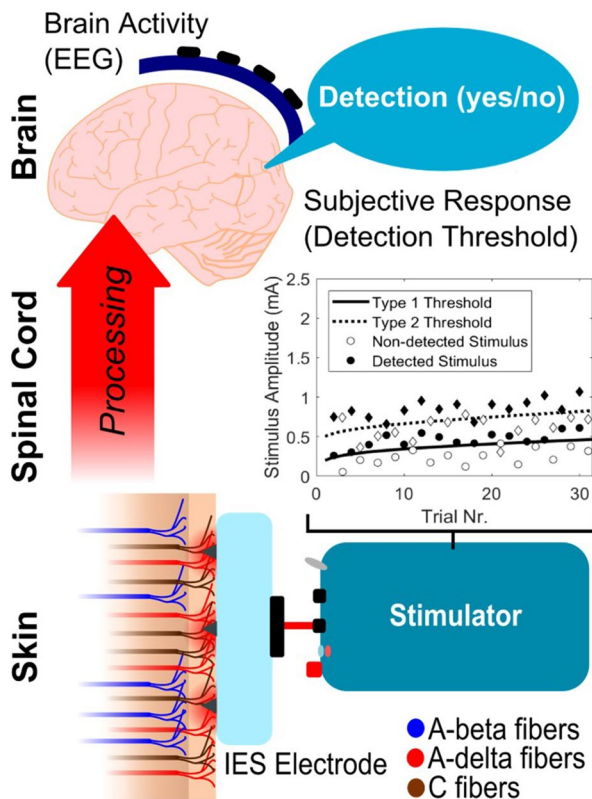 Brain Activity
(EEG)
Detection (yes/no)
Brain
Subjective Response
(Detection Threshold)
Processing
Spinal Cord
Stimulus Amplitude (mA)
2.5
2
1.5
1
0.5
0
Type 1 Threshold
Type 2 Threshold
Non-detected Stimulus
Detected Stimulus
0 10 20 30
Trial Nr.
Skin
Stimulator
IES Electrode
A-beta fibers
A-delta fibers
C fibers